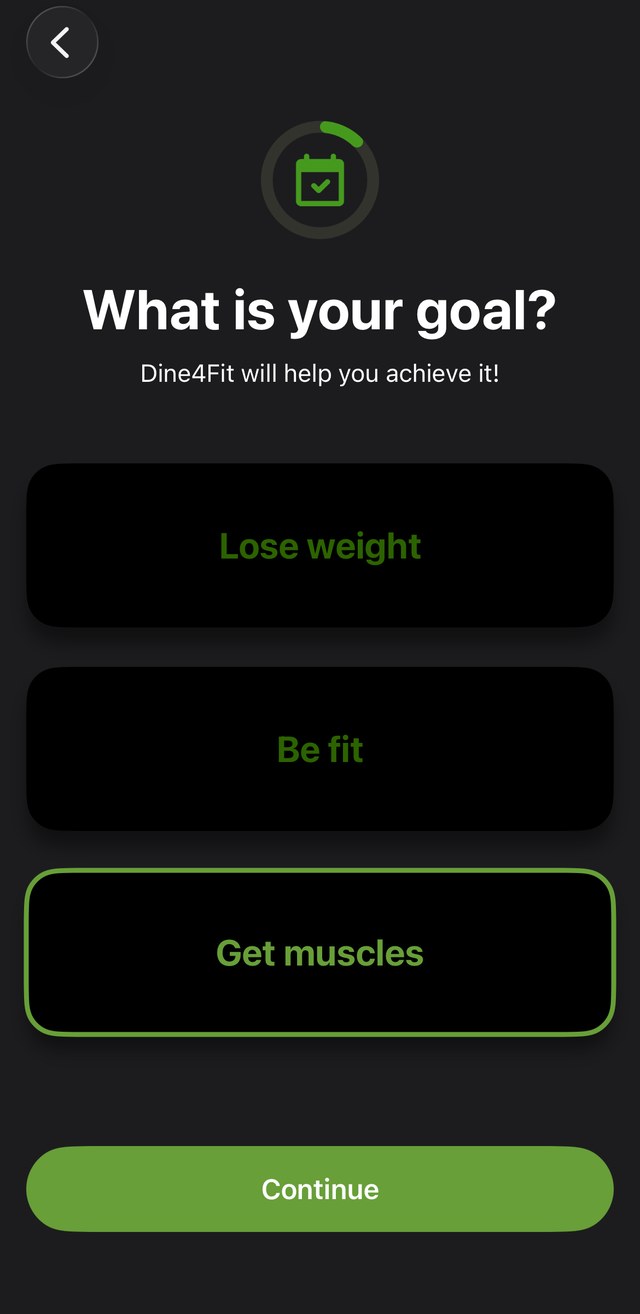 What is your goal?
Dine4Fit will help you achieve it!
Lose weight
Be fit
Get muscles
Continue